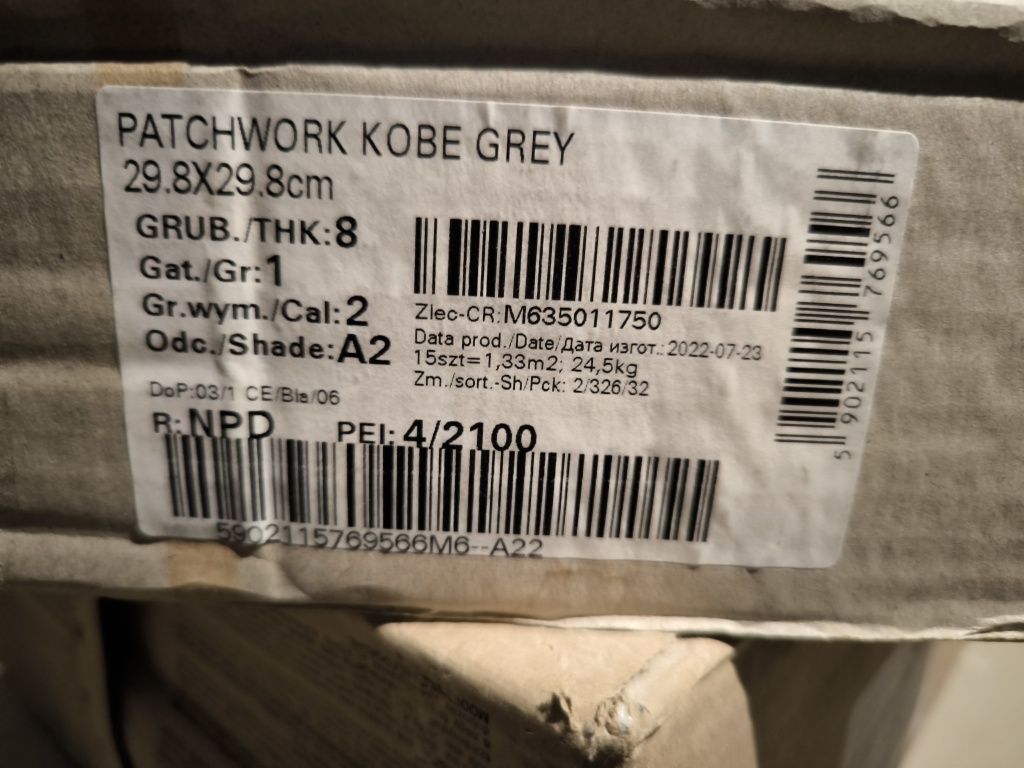 PATCHWORK KOBE GREY
29.8X29.8cm
GRUB./THK:8
Gat./Gr:1
Gr.wym./Cal:2
Odc./Shade:A2
Zlec-CR:M635011750
Data prod./Date/Дата изгот.:2022-07-23
15szt=1,33m2; 24,5kg
Zm./sort.-Sh/Pck: 2/326/32
DoP:03/1 CE/BIa/06
R:NPD PEI:4/2100
5902115769566M6--A22
5 902115 769566